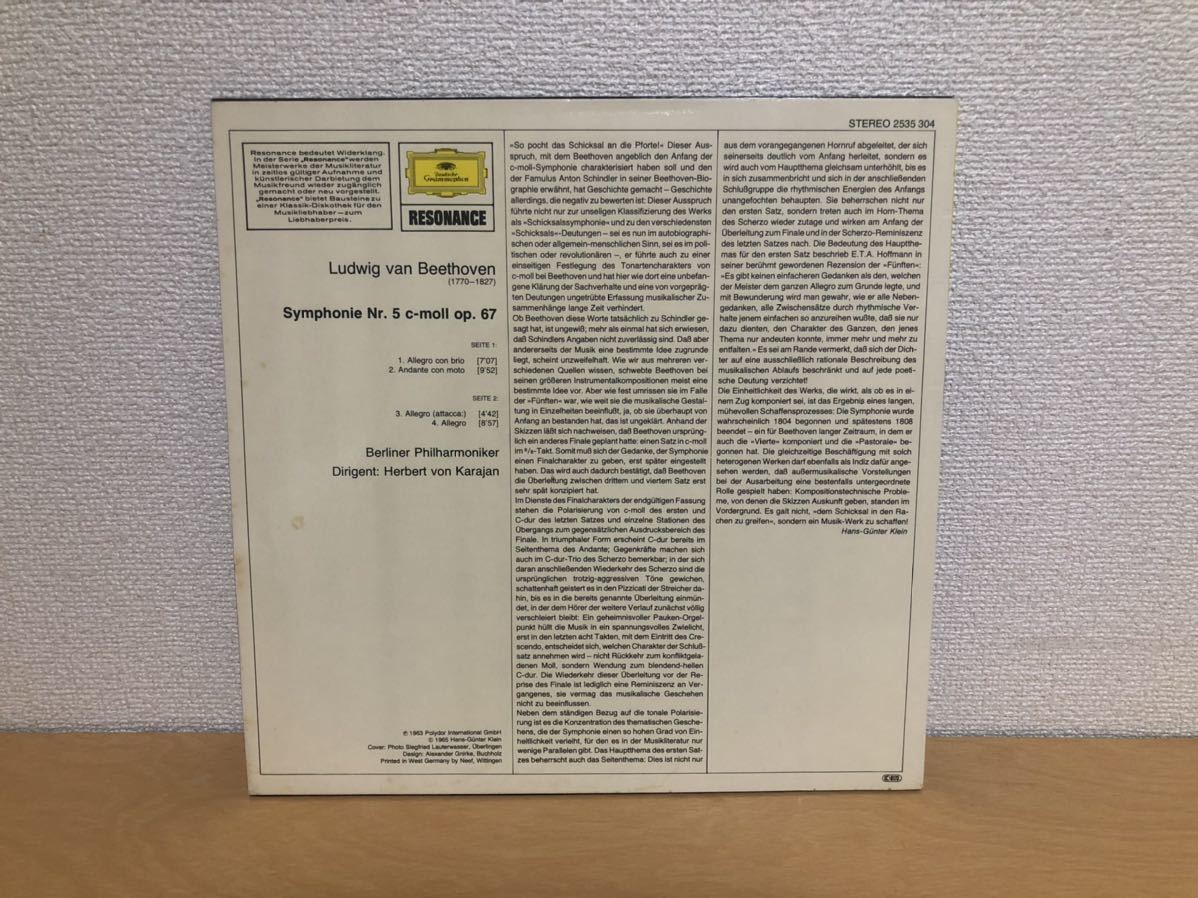 STEREO 2535 304
Resonance bedeutet Widerklang.
In der Serie „Resonance" werden
Meisterwerke der Musikliteratur
in zeitlos gültiger Aufnahme und
künstlerischer Darbietung dem
Musikfreund wieder zugänglich
gemacht oder neu vorgestellt.
„Resonance" bietet Bausteine zu
einer Klassik-Diskothek für den
Musikliebhaber – zum
Liebhaberpreis.
Deutsche
Grammophon
RESONANCE
Ludwig van Beethoven
(1770–1827)
Symphonie Nr. 5 c-moll op. 67
SEITE 1:
1. Allegro con brio [7'07]
2. Andante con moto [9'52]
SEITE 2:
3. Allegro (attacca:) [4'42]
4. Allegro [8'57]
Berliner Philharmoniker
Dirigent: Herbert von Karajan
℗ 1963 Polydor International GmbH
© 1965 Hans-Günter Klein
Cover: Photo Siegfried Lauterwasser, Überlingen
Design: Alexander Gnirke, Buchholz
Printed in West Germany by Neef, Wittingen
»So pocht das Schicksal an die Pforte!« Dieser Aus-
spruch, mit dem Beethoven angeblich den Anfang der
c-moll-Symphonie charakterisiert haben soll und den
der Famulus Anton Schindler in seiner Beethoven-Bio-
graphie erwähnt, hat Geschichte gemacht – Geschichte
allerdings, die negativ zu bewerten ist: Dieser Ausspruch
führte nicht nur zur unseligen Klassifizierung des Werks
als »Schicksalssymphonie« und zu den verschiedensten
»Schicksals«-Deutungen – sei es nun im autobiographi-
schen oder allgemein-menschlichen Sinn, sei es im poli-
tischen oder revolutionären –, er führte auch zu einer
einseitigen Festlegung des Tonartencharakters von
c-moll bei Beethoven und hat hier wie dort eine unbefan-
gene Klärung der Sachverhalte und eine von vorgepräg-
ten Deutungen ungetrübte Erfassung musikalischer Zu-
sammenhänge lange Zeit verhindert.
Ob Beethoven diese Worte tatsächlich zu Schindler ge-
sagt hat, ist ungewiß; mehr als einmal hat sich erwiesen,
daß Schindlers Angaben nicht zuverlässig sind. Daß aber
andererseits der Musik eine bestimmte Idee zugrunde
liegt, scheint unzweifelhaft. Wie wir aus mehreren ver-
schiedenen Quellen wissen, schwebte Beethoven bei
seinen größeren Instrumentalkompositionen meist eine
bestimmte Idee vor. Aber wie fest umrissen sie im Falle
der »Fünften« war, wie weit sie die musikalische Gestal-
tung in Einzelheiten beeinflußt, ja, ob sie überhaupt von
Anfang an bestanden hat, das ist ungeklärt. Anhand der
Skizzen läßt sich nachweisen, daß Beethoven ursprüng-
lich ein anderes Finale geplant hatte: einen Satz in c-moll
im ⁶/₈-Takt. Somit muß sich der Gedanke, der Symphonie
einen Finalcharakter zu geben, erst später eingestellt
haben. Das wird auch dadurch bestätigt, daß Beethoven
die Überleitung zwischen drittem und viertem Satz erst
sehr spät konzipiert hat.
Im Dienste des Finalcharakters der endgültigen Fassung
stehen die Polarisierung von c-moll des ersten und
C-dur des letzten Satzes und einzelne Stationen des
Übergangs zum gegensätzlichen Ausdrucksbereich des
Finale. In triumphaler Form erscheint C-dur bereits im
Seitenthema des Andante; Gegenkräfte machen sich
auch im C-dur-Trio des Scherzo bemerkbar; in der sich
daran anschließenden Wiederkehr des Scherzo sind die
ursprünglichen trotzig-aggressiven Töne gewichen,
schattenhaft geistert es in den Pizzicati der Streicher da-
hin, bis es in die bereits genannte Überleitung einmün-
det, in der dem Hörer der weitere Verlauf zunächst völlig
verschleiert bleibt: Ein geheimnisvoller Pauken-Orgel-
punkt hüllt die Musik in ein spannungsvolles Zwielicht,
erst in den letzten acht Takten, mit dem Eintritt des Cre-
scendo, entscheidet sich, welchen Charakter der Schluß-
satz annehmen wird – nicht Rückkehr zum konfliktgela-
denen Moll, sondern Wendung zum blendend-hellen
C-dur. Die Wiederkehr dieser Überleitung vor der Re-
prise des Finale ist lediglich eine Reminiszenz an Ver-
gangenes, sie vermag das musikalische Geschehen
nicht zu beeinflussen.
Neben dem ständigen Bezug auf die tonale Polarisie-
rung ist es die Konzentration des thematischen Gesche-
hens, die der Symphonie einen so hohen Grad von Ein-
heitlichkeit verleiht, für den es in der Musikliteratur nur
wenige Parallelen gibt. Das Hauptthema des ersten Sat-
zes beherrscht auch das Seitenthema; Dies ist nicht nur
aus dem vorangegangenen Hornruf abgeleitet, der sich
seinerseits deutlich vom Anfang herleitet, sondern es
wird auch vom Hauptthema gleichsam unterhöhlt, bis es
in sich zusammenbricht und sich in der anschließenden
Schlußgruppe die rhythmischen Energien des Anfangs
unangefochten behaupten. Sie beherrschen nicht nur
den ersten Satz, sondern treten auch im Horn-Thema
des Scherzo wieder zutage und wirken am Anfang der
Überleitung zum Finale und in der Scherzo-Reminiszenz
des letzten Satzes nach. Die Bedeutung des Hauptthe-
mas für den ersten Satz beschrieb E.T.A. Hoffmann in
seiner berühmt gewordenen Rezension der »Fünften«:
»Es gibt keinen einfacheren Gedanken als den, welchen
der Meister dem ganzen Allegro zum Grunde legte, und
mit Bewunderung wird man gewahr, wie er alle Neben-
gedanken, alle Zwischensätze durch rhythmische Ver-
halte jenem einfachen so anzureihen wußte, daß sie nur
dazu dienten, den Charakter des Ganzen, den jenes
Thema nur andeuten konnte, immer mehr und mehr zu
entfalten.« Es sei am Rande vermerkt, daß sich der Dich-
ter auf eine ausschließlich rationale Beschreibung des
musikalischen Ablaufs beschränkt und auf jede poeti-
sche Deutung verzichtet!
Die Einheitlichkeit des Werks, die wirkt, als ob es in ei-
nem Zug komponiert sei, ist das Ergebnis eines langen,
mühevollen Schaffensprozesses: Die Symphonie wurde
wahrscheinlich 1804 begonnen und spätestens 1808
beendet – ein für Beethoven langer Zeitraum, in dem er
auch die »Vierte« komponiert und die »Pastorale« be-
gonnen hat. Die gleichzeitige Beschäftigung mit solch
heterogenen Werken darf ebenfalls als Indiz dafür ange-
sehen werden, daß außermusikalische Vorstellungen
bei der Ausarbeitung eine bestenfalls untergeordnete
Rolle gespielt haben: Kompositionstechnische Proble-
me, von denen die Skizzen Auskunft geben, standen im
Vordergrund. Es galt nicht, »dem Schicksal in den Ra-
chen zu greifen«, sondern ein Musik-Werk zu schaffen!
Hans-Günter Klein